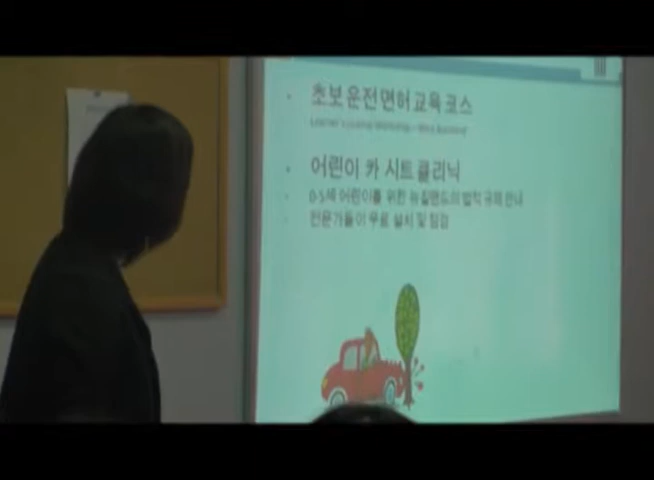 초보 운전면허 교육 코스
어린이 카 시트 클리닉
0-5세 어린이를 위한 뉴질랜드의 법적 규제 안내
전문가들이 무료 설치 및 점검